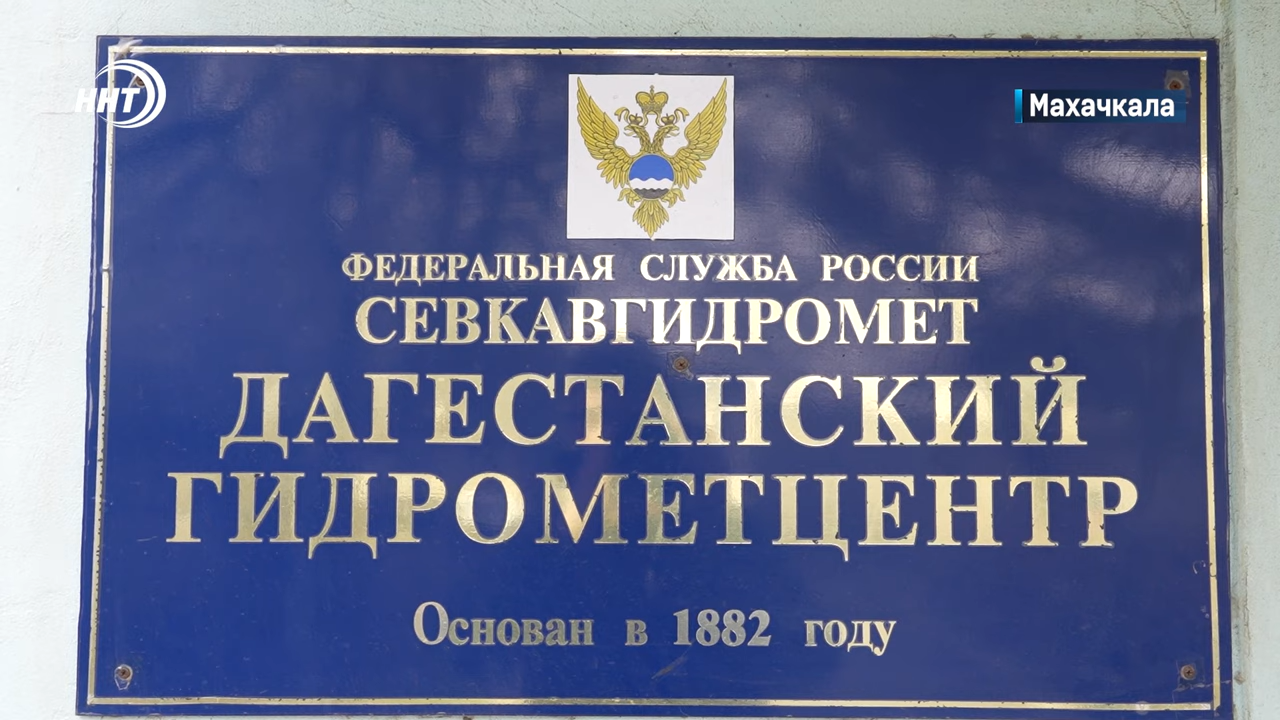 ННТ
Махачкала
ФЕДЕРАЛЬНАЯ СЛУЖБА РОССИИ
СЕВКАВГИДРОМЕТ
ДАГЕСТАНСКИЙ
ГИДРОМЕТЦЕНТР
Основан в 1882 году